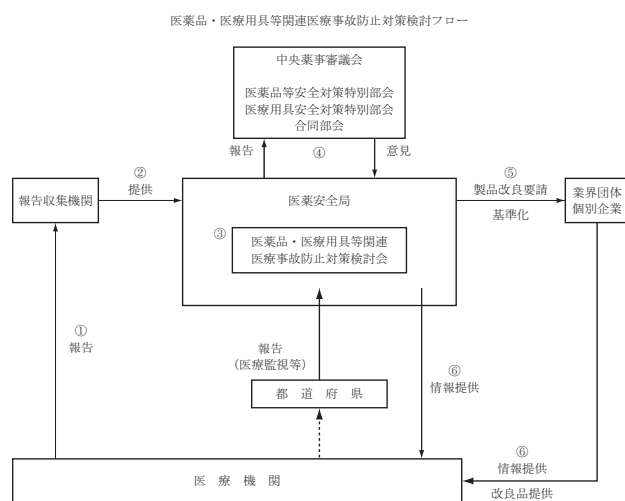 医薬品・医療用具等関連医療事故防止対策検討フロー
中央薬事審議会
医薬品等安全対策特別部会
医療用具安全対策特別部会
合同部会
報告
④
意見
②
提供
⑤
製品改良要請
基準化
報告収集機関
医薬安全局
業界団体
個別企業
③
医薬品・医療用具等関連
医療事故防止対策検討会
①
報告
報告
(医療監視等)
⑥
情報提供
都道府県
⑥
情報提供
改良品提供
医療機関